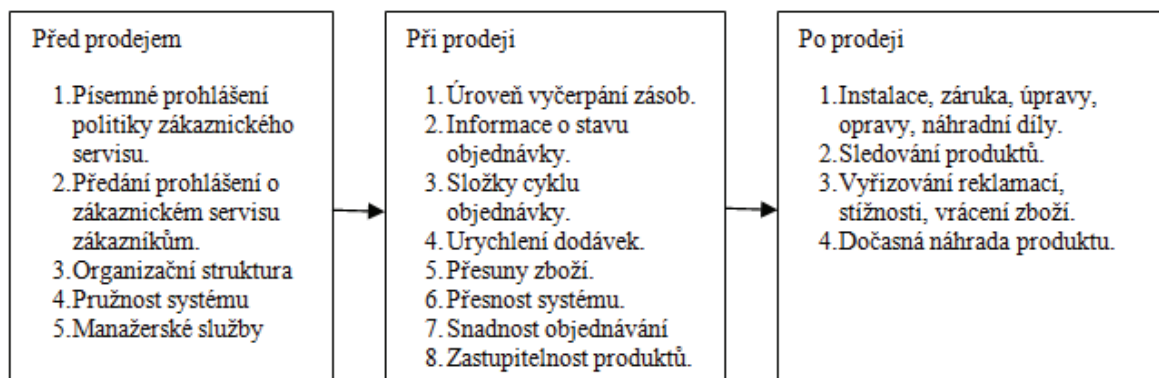 Před prodejem
1.Písemné prohlášení
politiky zákaznického
servisu.
2.Předání prohlášení o
zákaznickém servisu
zákazníkům.
3.Organizační struktura
4.Pružnost systému
5.Manažerské služby
Při prodeji
1.Úroveň vyčerpání zásob.
2.Informace o stavu
objednávky.
3.Složky cyklu
objednávky.
4.Urychlení dodávek.
5.Přesuny zboží.
6.Přesnost systému.
7.Snadnost objednávání
8.Zastupitelnost produktů.
Po prodeji
1.Instalace, záruka, úpravy,
opravy, náhradní díly.
2.Sledování produktů.
3.Vyřizování reklamací,
stížnosti, vrácení zboží.
4.Dočasná náhrada produktu.